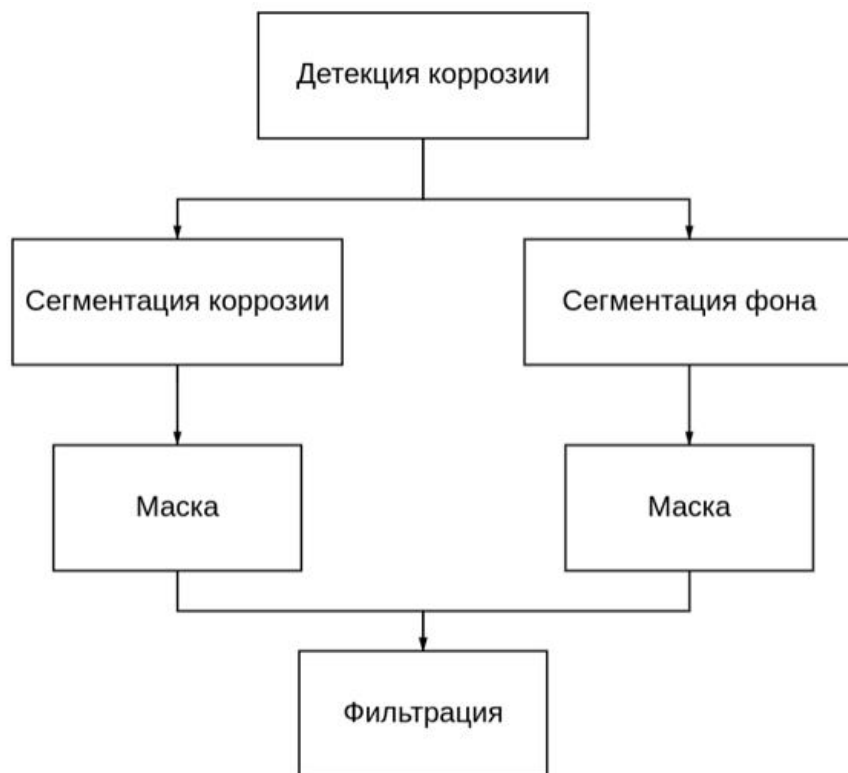 Детекция коррозии
Сегментация коррозии
Сегментация фона
Маска
Маска
Фильтрация